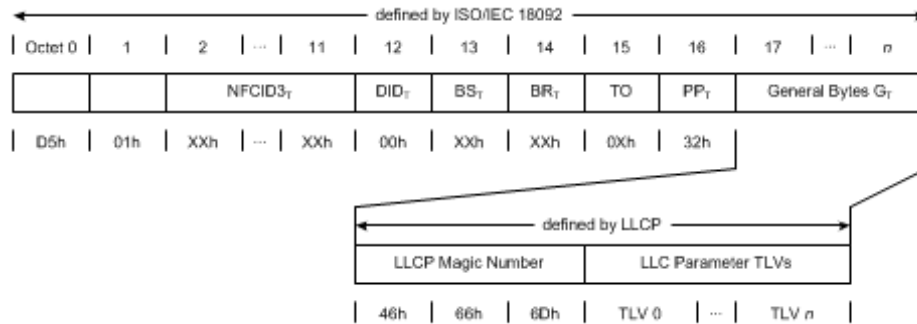 defined by ISO/IEC 18092
Octet 0 1 2 ... 11 12 13 14 15 16 17 ... n
NFCID3T DIDT BST BRT TO PPT General Bytes GT
D5h 01h XXh ... XXh 00h XXh XXh 0Xh 32h
defined by LLCP
LLCP Magic Number LLC Parameter TLVs
46h 66h 6Dh TLV 0 ... TLV n